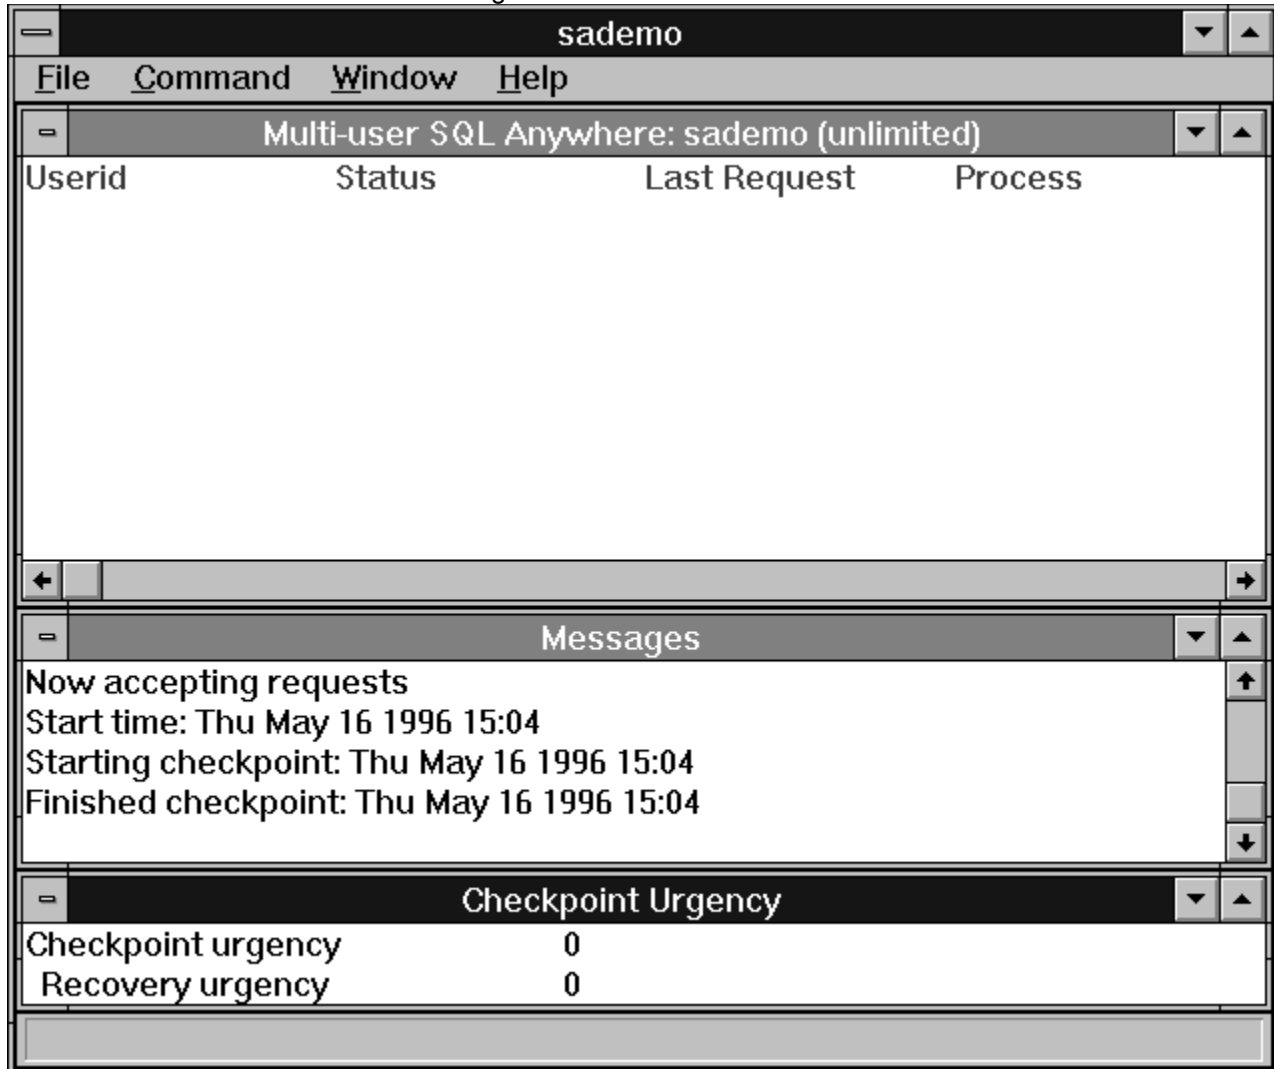 sademo
File Command Window Help
Multi-user SQL Anywhere: sademo (unlimited)
Userid Status Last Request Process
Messages
Now accepting requests
Start time: Thu May 16 1996 15:04
Starting checkpoint: Thu May 16 1996 15:04
Finished checkpoint: Thu May 16 1996 15:04
Checkpoint Urgency
Checkpoint urgency 0
Recovery urgency 0